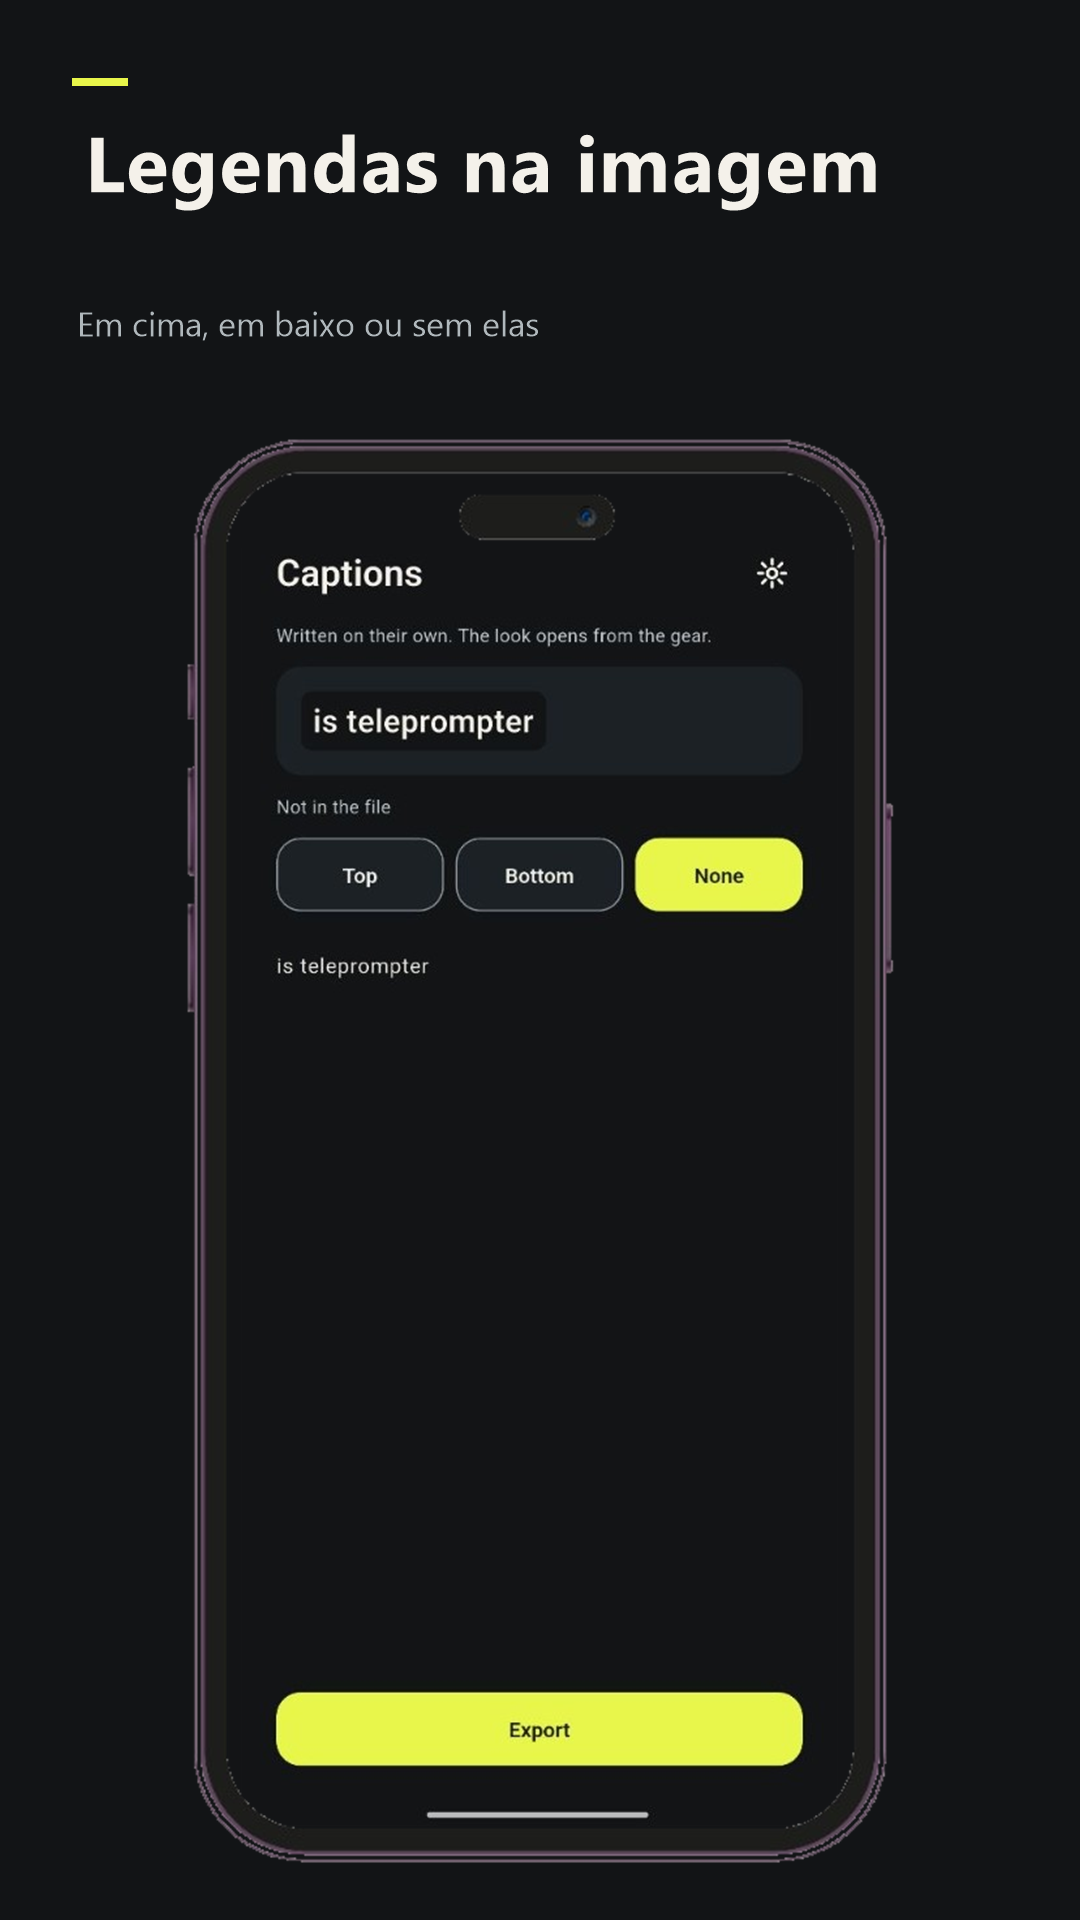 Legendas na imagem
Em cima, em baixo ou sem elas
Captions
Written on their own. The look opens from the gear.
is teleprompter
Not in the file
Top Bottom None
is teleprompter
Export